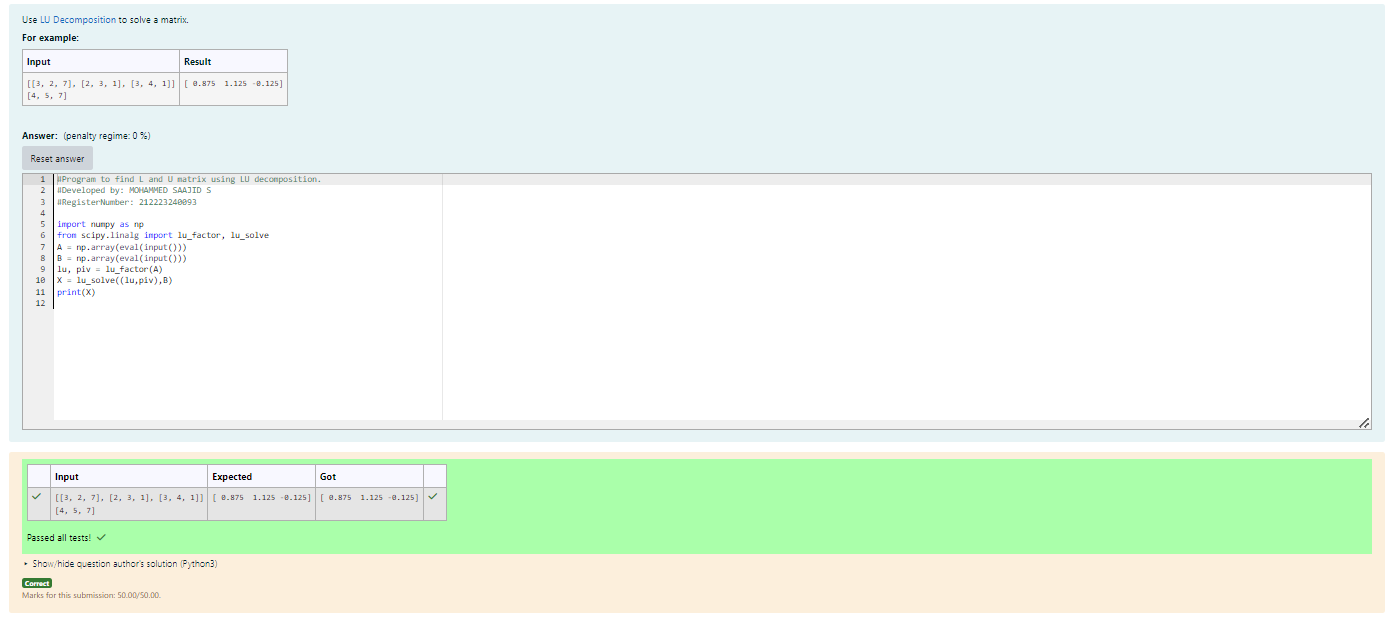 Use LU Decomposition to solve a matrix.
For example:
Input Result
[[3, 2, 7], [2, 3, 1], [3, 4, 1]] [ 0.875  1.125 -0.125]
[4, 5, 7]
Answer: (penalty regime: 0 %)
Reset answer
1 #Program to find L and U matrix using LU decomposition.
2 #Developed by: MOHAMMED SAAJID S
3 #RegisterNumber: 212223240093
4
5 import numpy as np
6 from scipy.linalg import lu_factor, lu_solve
7 A = np.array(eval(input()))
8 B = np.array(eval(input()))
9 lu, piv = lu_factor(A)
10 X = lu_solve((lu,piv),B)
11 print(X)
12
Input Expected Got
[[3, 2, 7], [2, 3, 1], [3, 4, 1]] [ 0.875  1.125 -0.125] [ 0.875  1.125 -0.125]
[4, 5, 7]
Passed all tests!
Show/hide question author's solution (Python3)
Correct
Marks for this submission: 50.00/50.00.